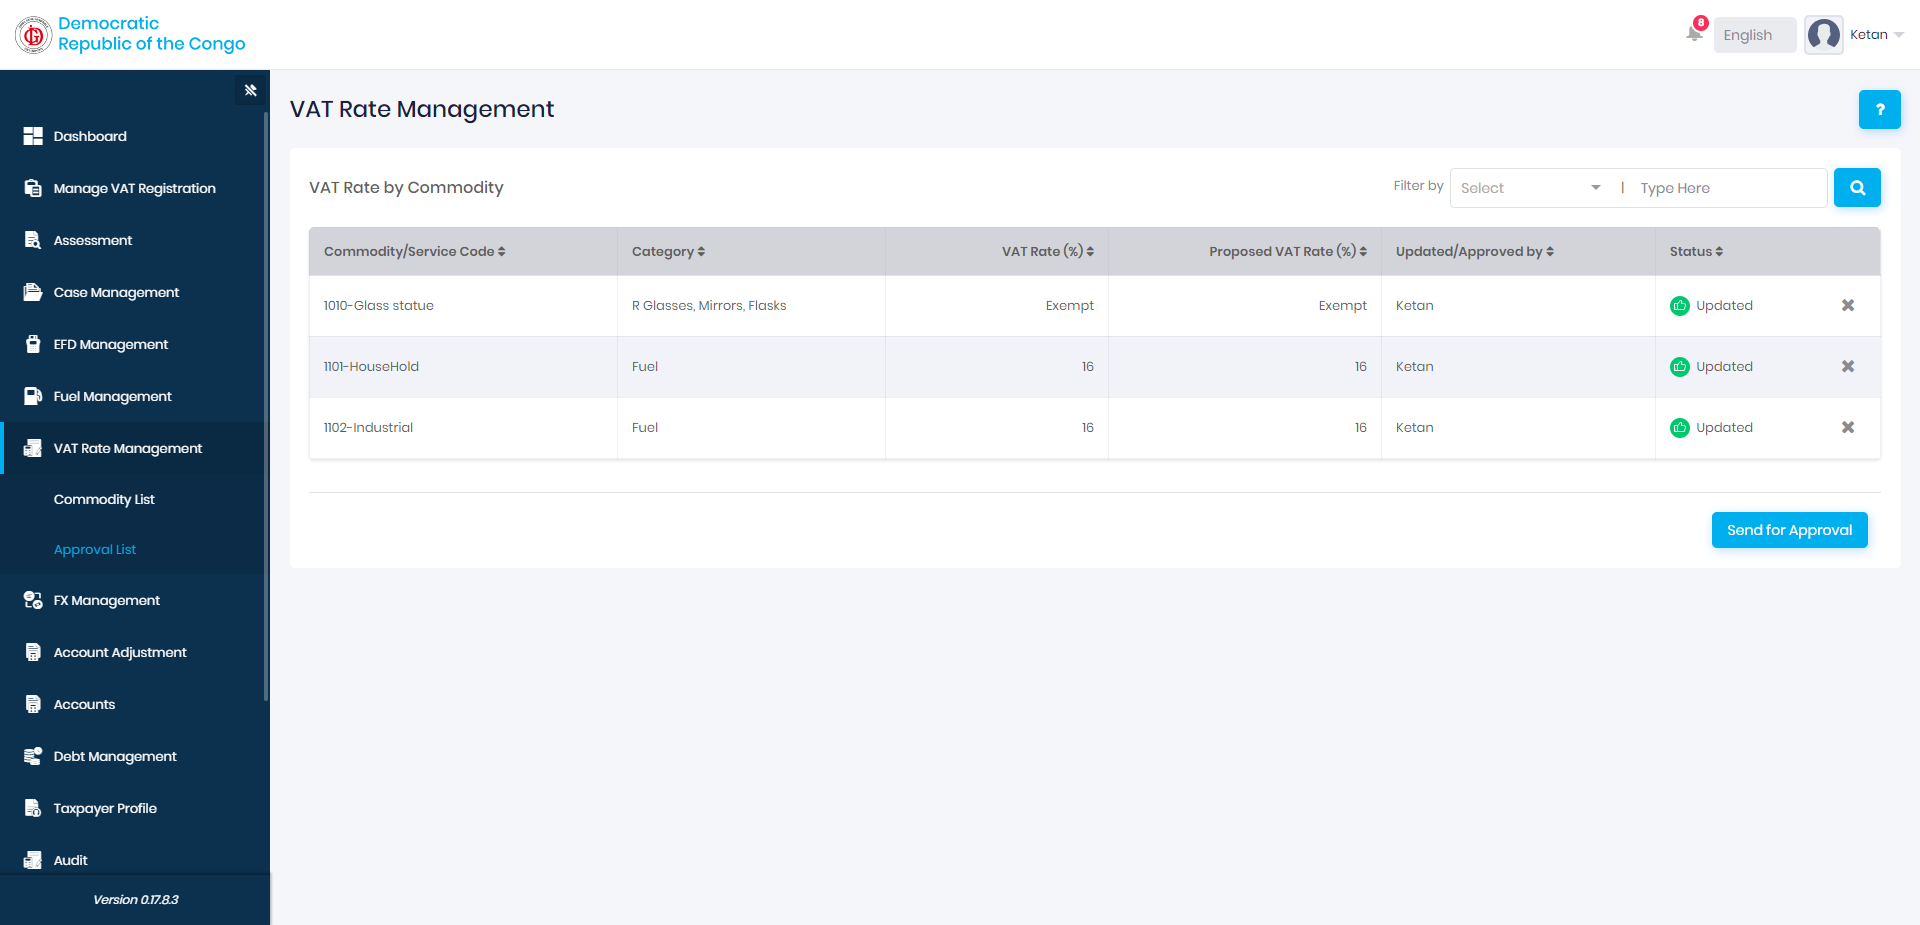 Democratic
Republic of the Congo
8
English
Ketan
Dashboard
Manage VAT Registration
Assessment
Case Management
EFD Management
Fuel Management
VAT Rate Management
Commodity List
Approval List
FX Management
Account Adjustment
Accounts
Debt Management
Taxpayer Profile
Audit
Version 0.17.8.3
VAT Rate Management
?
VAT Rate by Commodity
Filter by Select | Type Here
Commodity/Service Code Category VAT Rate (%) Proposed VAT Rate (%) Updated/Approved by Status
1010-Glass statue R Glasses, Mirrors, Flasks Exempt Exempt Ketan Updated
1101-HouseHold Fuel 16 16 Ketan Updated
1102-Industrial Fuel 16 16 Ketan Updated
Send for Approval